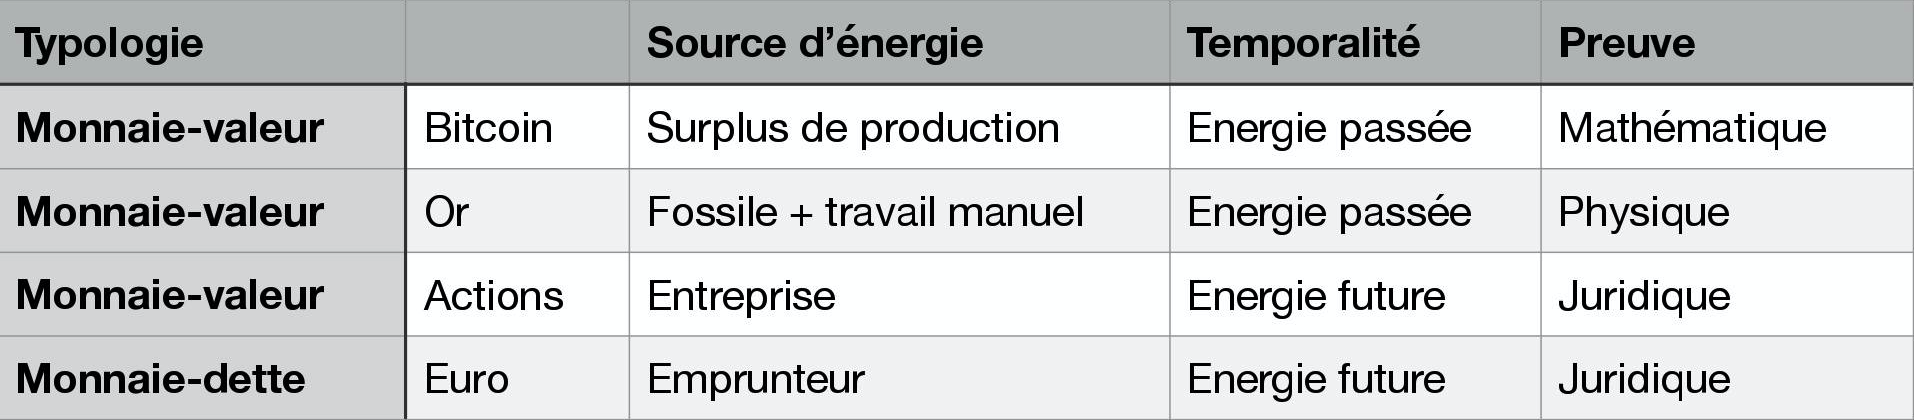 Typologie Source d’énergie Temporalité Preuve
Monnaie-valeur Bitcoin Surplus de production Energie passée Mathématique
Monnaie-valeur Or Fossile + travail manuel Energie passée Physique
Monnaie-valeur Actions Entreprise Energie future Juridique
Monnaie-dette Euro Emprunteur Energie future Juridique